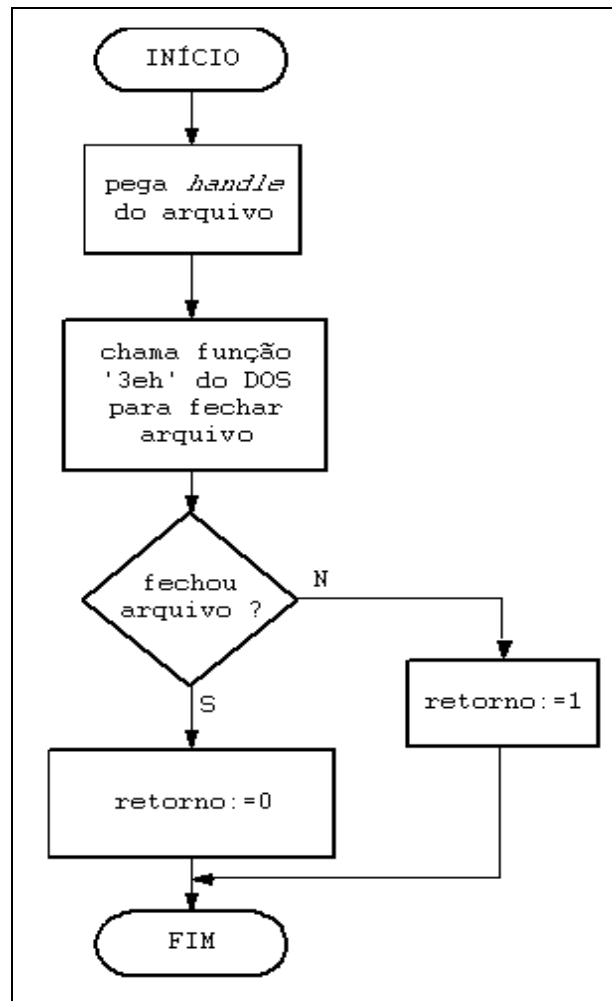 INÍCIO
pega handle
do arquivo
chama função
'3eh' do DOS
para fechar
arquivo
fechou
arquivo ?
N
S
retorno:=1
retorno:=0
FIM